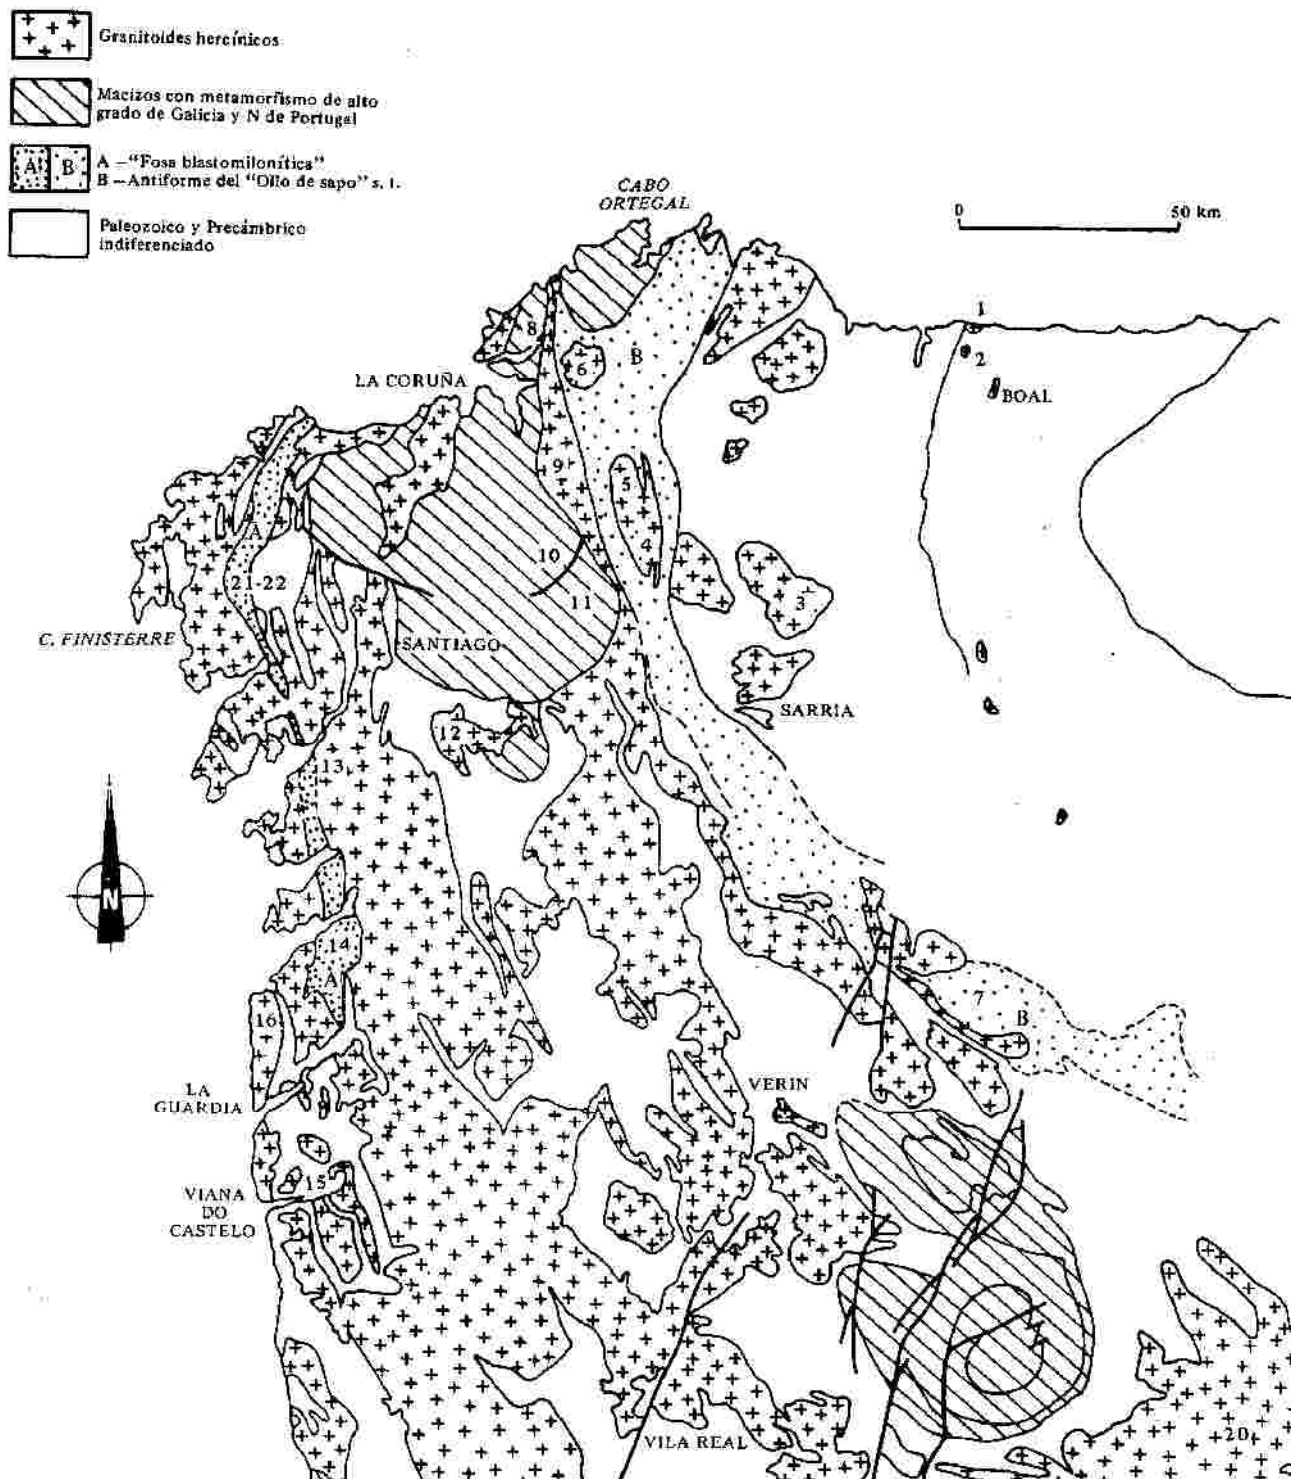 Granitoides hercínicos
Macizos con metamorfismo de alto
grado de Galicia y N de Portugal
A B
A —"Fosa blastomilonítica"
B —Antiforme del "Ollo de sapo" s. l.
Paleozoico y Precámbrico
indiferenciado
CABO
ORTEGAL
0 50 km
1
8
B
2
6
LA CORUÑA
BOAL
9
5
A
4
10
21-22
11
3
C. FINISTERRE
SANTIAGO
SARRIA
12
13
N
14
A
7
16
B
LA
GUARDIA
VERIN
15
VIANA
DO
CASTELO
VILA REAL
20